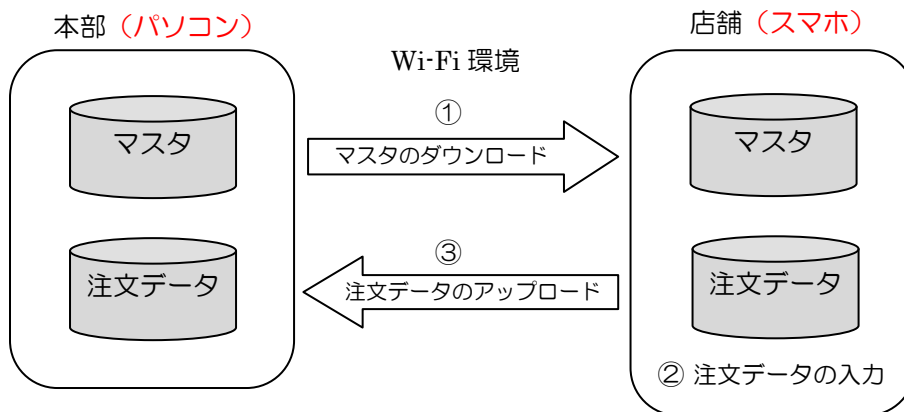 本部（パソコン）
店舗（スマホ）
Wi-Fi 環境
マスタ
①
マスタのダウンロード
マスタ
注文データ
③
注文データのアップロード
注文データ
② 注文データの入力